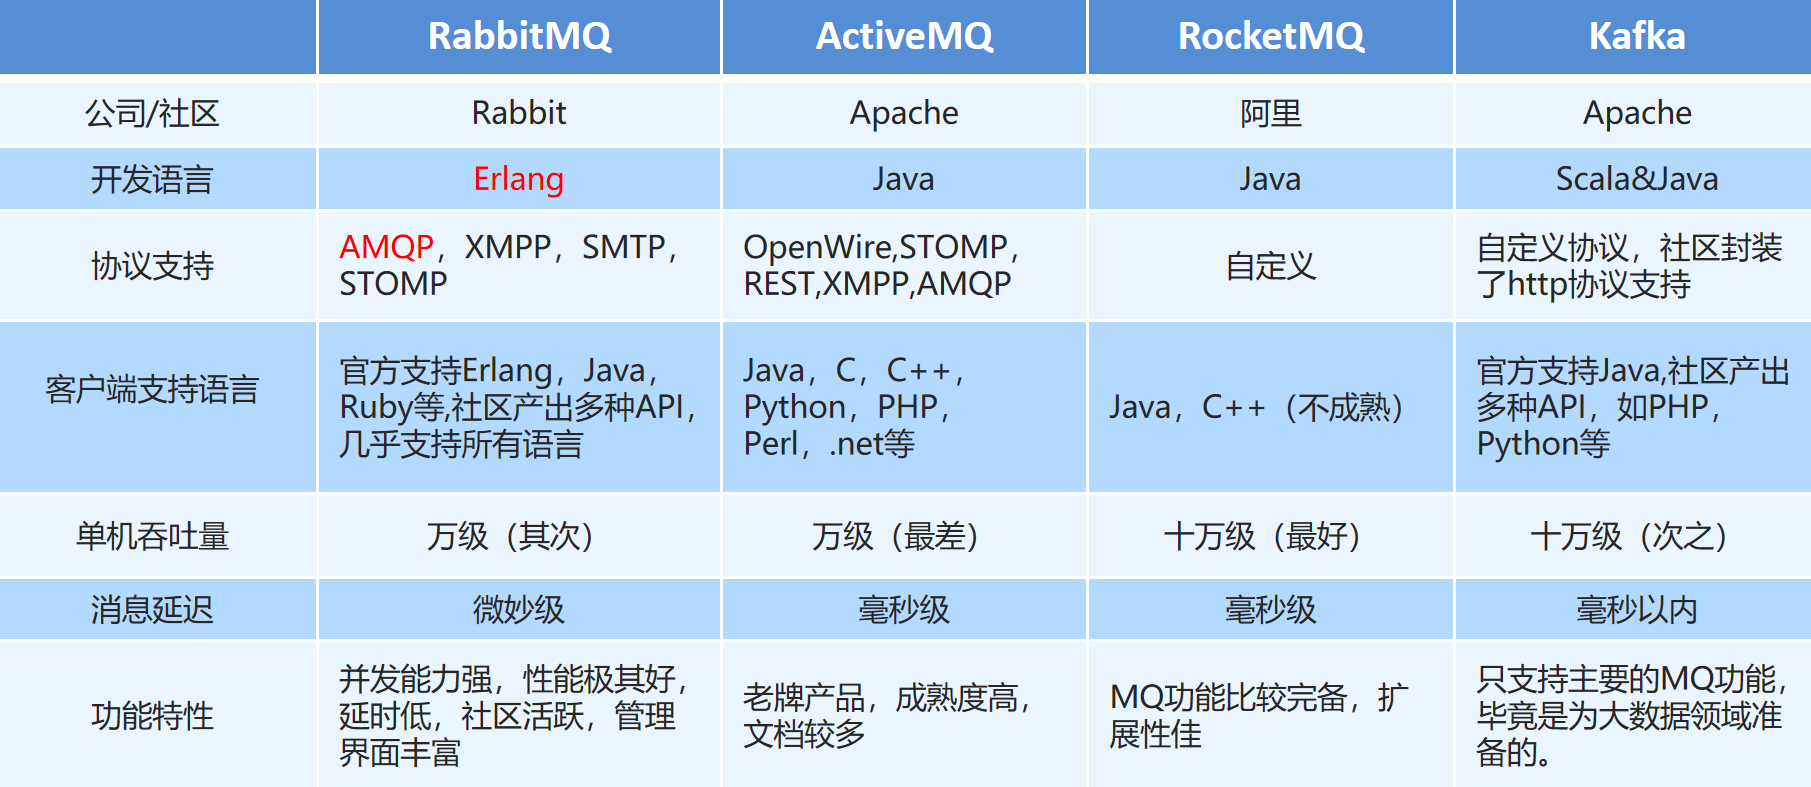 RabbitMQ
ActiveMQ
RocketMQ
Kafka
公司/社区
Rabbit
Apache
阿里
Apache
开发语言
Erlang
Java
Java
Scala&Java
协议支持
AMQP，XMPP，SMTP，
STOMP
OpenWire,STOMP，
REST,XMPP,AMQP
自定义
自定义协议，社区封装
了http协议支持
客户端支持语言
官方支持Erlang，Java，
Ruby等,社区产出多种API，
几乎支持所有语言
Java，C，C++，
Python，PHP，
Perl，.net等
Java，C++（不成熟）
官方支持Java,社区产出
多种API，如PHP，
Python等
单机吞吐量
万级（其次）
万级（最差）
十万级（最好）
十万级（次之）
消息延迟
微妙级
毫秒级
毫秒级
毫秒以内
功能特性
并发能力强，性能极其好，
延时低，社区活跃，管理
界面丰富
老牌产品，成熟度高，
文档较多
MQ功能比较完备，扩
展性佳
只支持主要的MQ功能，
毕竟是为大数据领域准
备的。